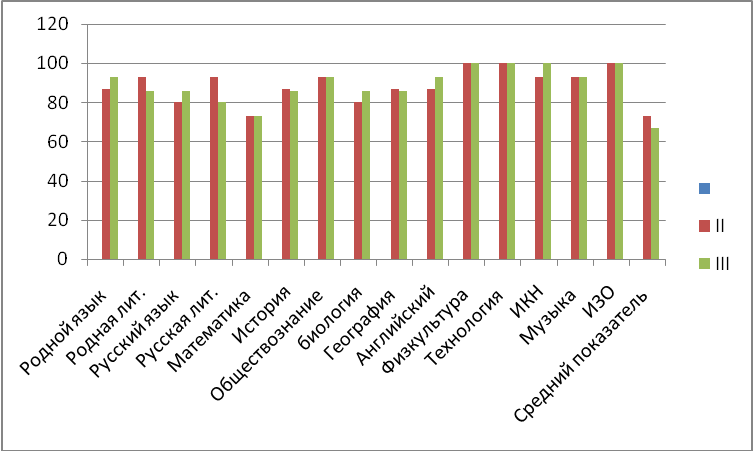 120
100
80
60
40
20
0
Родной язык
Родная лит.
Русский язык
Русская лит.
Математика
История
Обществознание
биология
География
Английский
Физкультура
Технология
ИКН
Музыка
ИЗО
Средний показатель
II
III